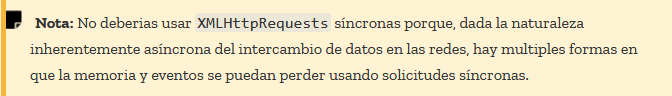 Nota: No deberias usar XMLHttpRequests síncronas porque, dada la naturaleza
inherentemente asíncrona del intercambio de datos en las redes, hay multiples formas en
que la memoria y eventos se puedan perder usando solicitudes síncronas.